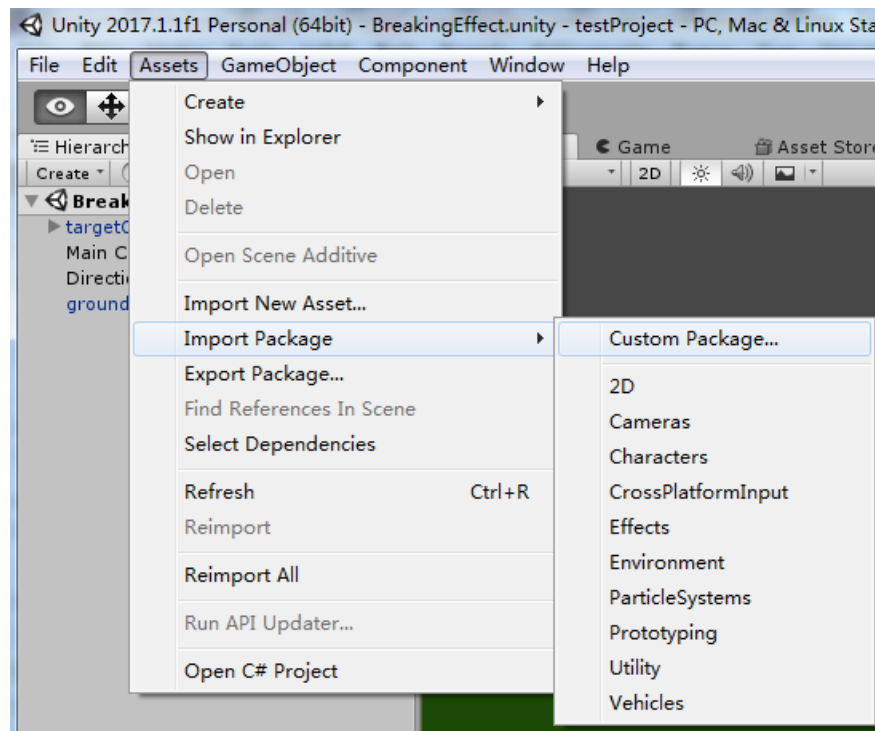 Unity 2017.1.1f1 Personal (64bit) - BreakingEffect.unity - testProject - PC, Mac & Linux Sta
File Edit Assets GameObject Component Window Help
Hierarch
Game
Asset Store
Create
2D
Break
targetC
Main C
Directi
ground
Create
Show in Explorer
Open
Delete
Open Scene Additive
Import New Asset...
Import Package
Export Package...
Find References In Scene
Select Dependencies
Refresh Ctrl+R
Reimport
Reimport All
Run API Updater...
Open C# Project
Custom Package...
2D
Cameras
Characters
CrossPlatformInput
Effects
Environment
ParticleSystems
Prototyping
Utility
Vehicles